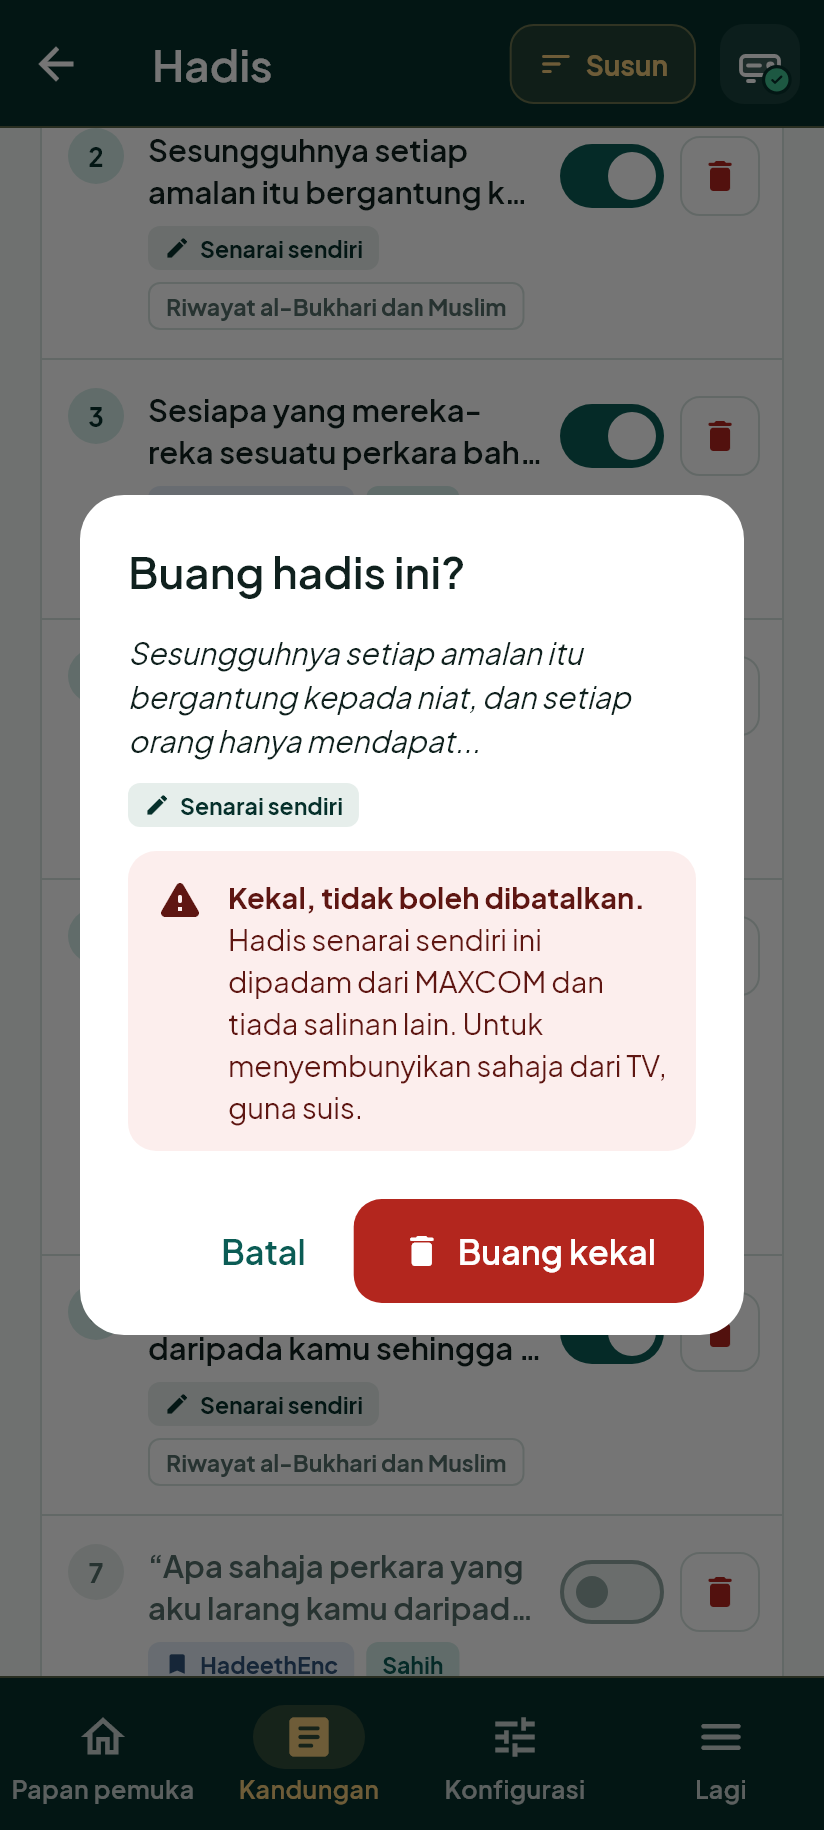 Hadis
Susun
2
Sesungguhnya setiap
amalan itu bergantung k...
Senarai sendiri
Riwayat al-Bukhari dan Muslim
3
Sesiapa yang mereka-
reka sesuatu perkara bah...
Buang hadis ini?
Sesungguhnya setiap amalan itu
bergantung kepada niat, dan setiap
orang hanya mendapat...
Senarai sendiri
Kekal, tidak boleh dibatalkan.
Hadis senarai sendiri ini
dipadam dari MAXCOM dan
tiada salinan lain. Untuk
menyembunyikan sahaja dari TV,
guna suis.
Batal
Buang kekal
daripada kamu sehingga ...
Senarai sendiri
Riwayat al-Bukhari dan Muslim
7
“Apa sahaja perkara yang
aku larang kamu daripad...
HadeethEnc
Sahih
Papan pemuka
Kandungan
Konfigurasi
Lagi